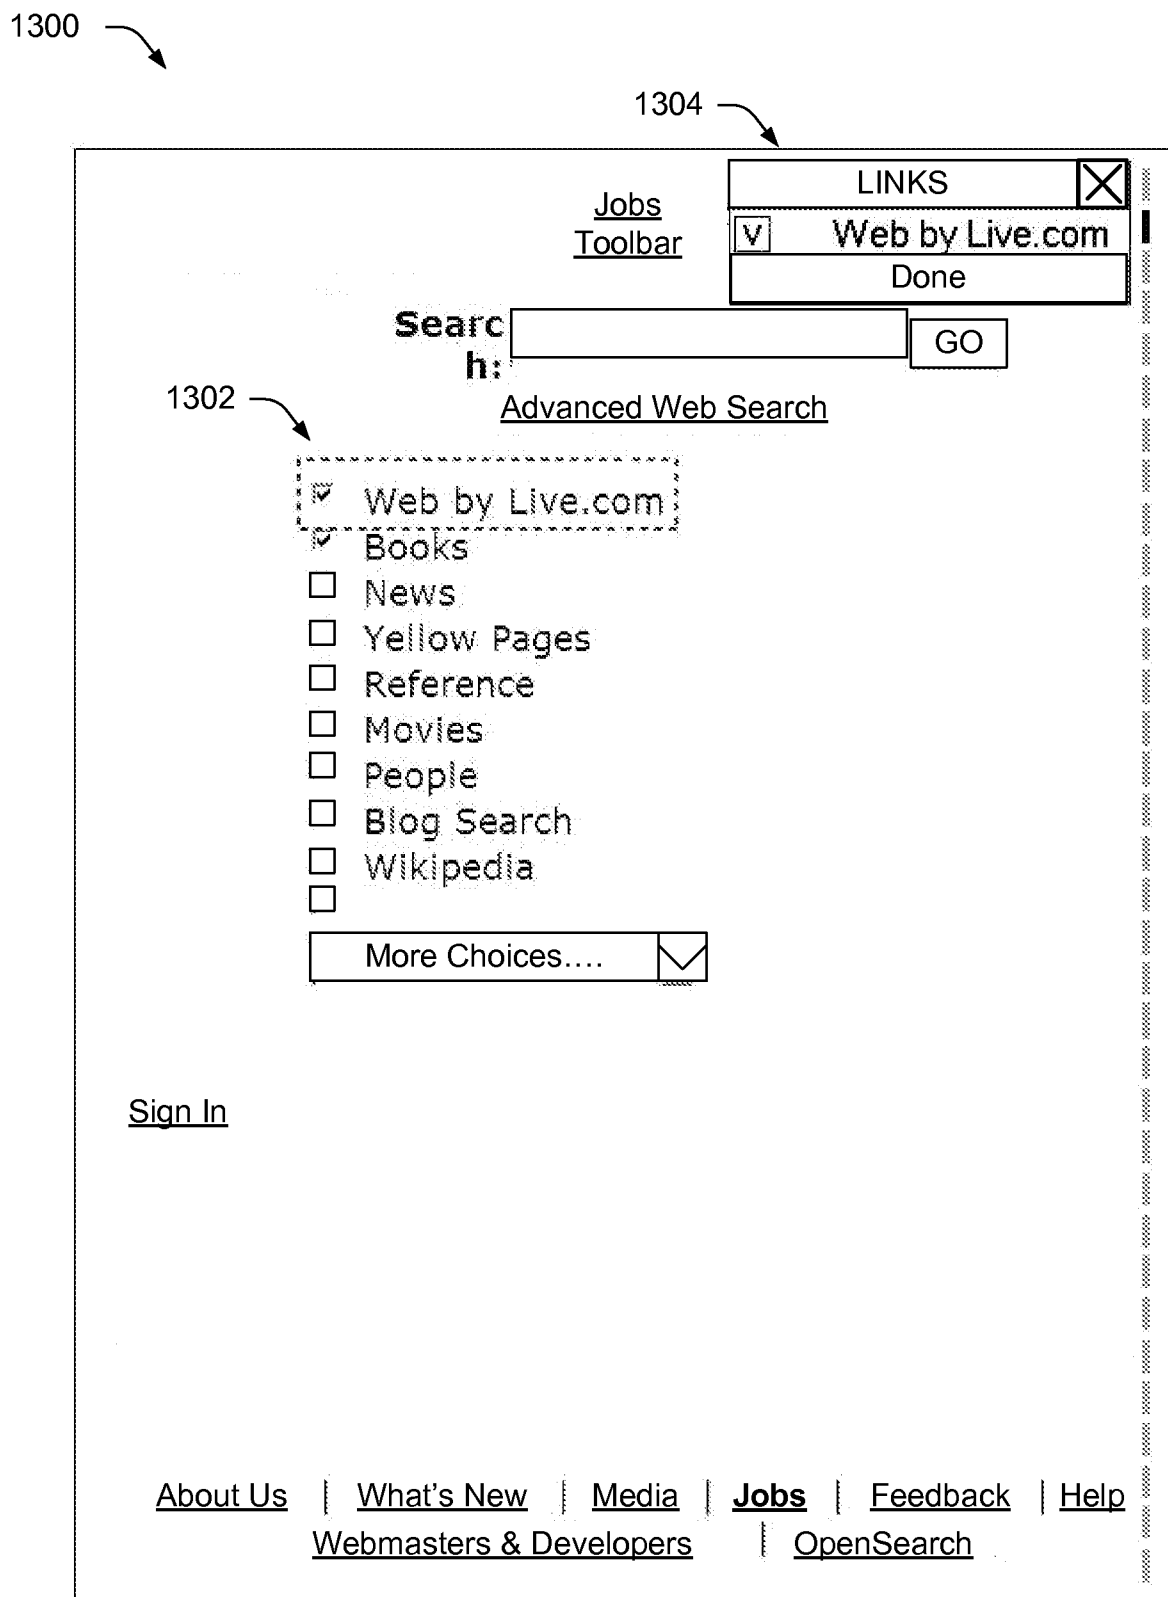 1300
1304
LINKS
Jobs
V Web by Live.com
Toolbar
Done
Searc
h:
GO
1302
Advanced Web Search
Web by Live.com
Books
News
Yellow Pages
Reference
Movies
People
Blog Search
Wikipedia
More Choices....
Sign In
About Us | What's New | Media | Jobs | Feedback | Help
Webmasters & Developers | OpenSearch